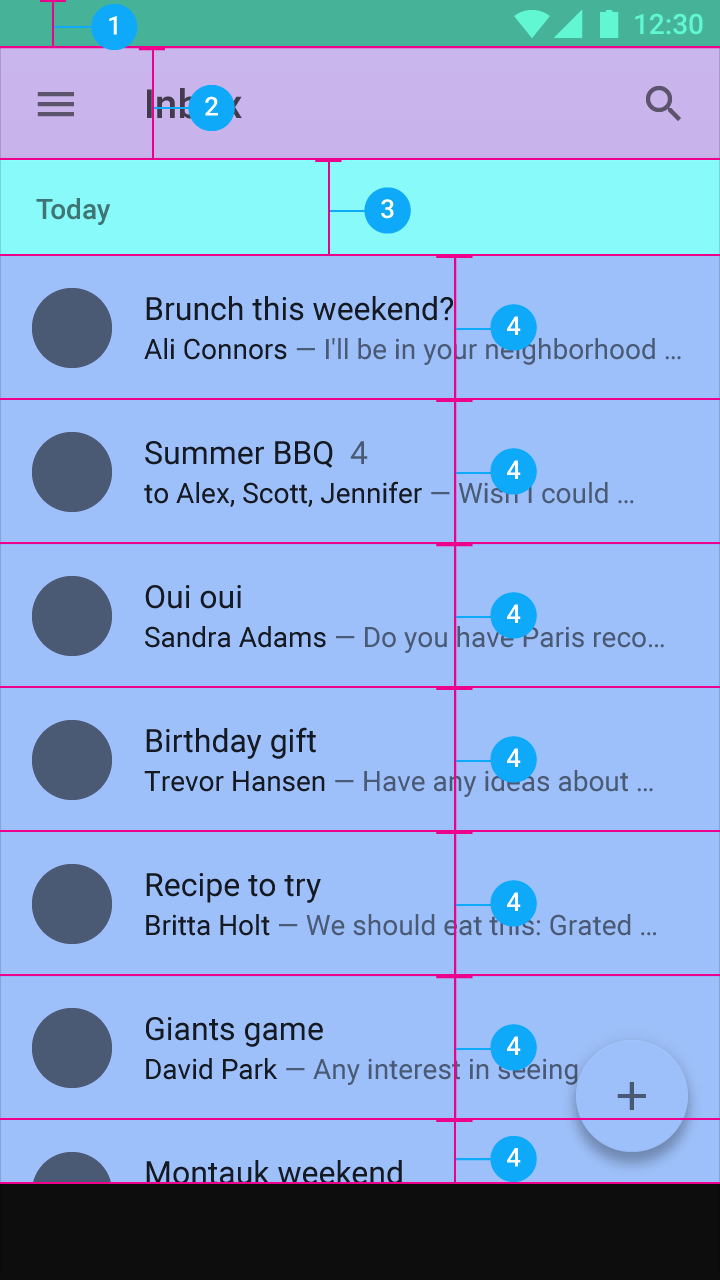 1
12:30
Inbox
2
Today
3
Brunch this weekend?
4
Ali Connors — I'll be in your neighborhood ...
Summer BBQ 4
4
to Alex, Scott, Jennifer — Wish I could ...
Oui oui
4
Sandra Adams — Do you have Paris reco...
Birthday gift
4
Trevor Hansen — Have any ideas about ...
Recipe to try
4
Britta Holt — We should eat this: Grated ...
Giants game
4
David Park — Any interest in seeing
+
Montauk weekend
4